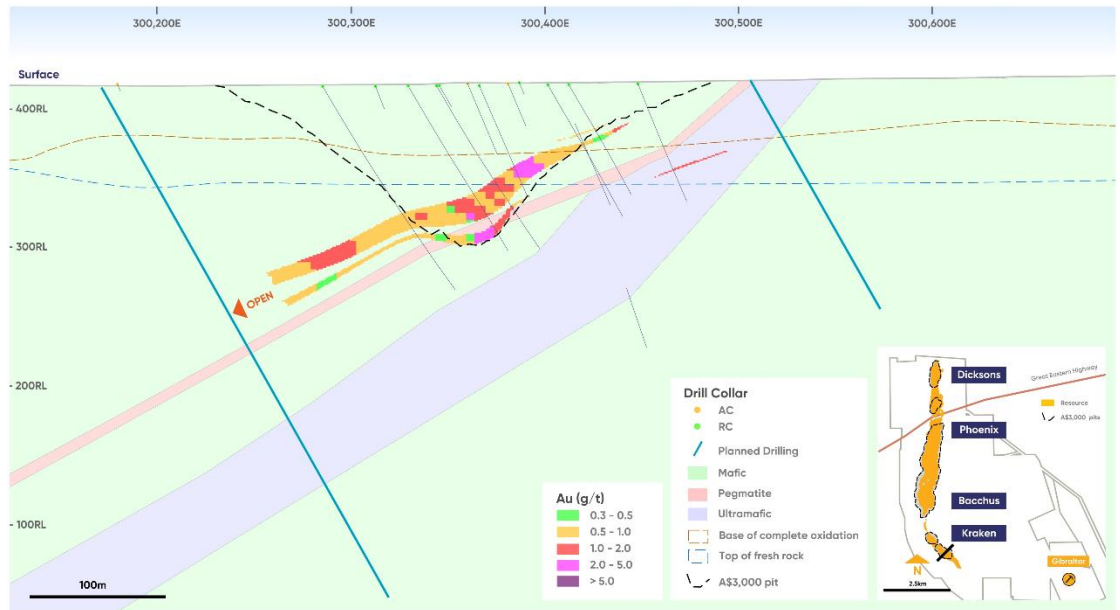 300,200E
300,300E
300,400E
300,500E
300,600E
Surface
400RL
300RL
200RL
100RL
OPEN
100m
Au (g/t)
0.3 - 0.5
0.5 - 1.0
1.0 - 2.0
2.0 - 5.0
> 5.0
Drill Collar
AC
RC
Planned Drilling
Mafic
Pegmatite
Ultramafic
Base of complete oxidation
Top of fresh rock
A$3,000 pit
Dicksons
Great Eastern Highway
Resource
A$3,000 pits
Phoenix
Bacchus
Kraken
N
Gibraltar
2.5km